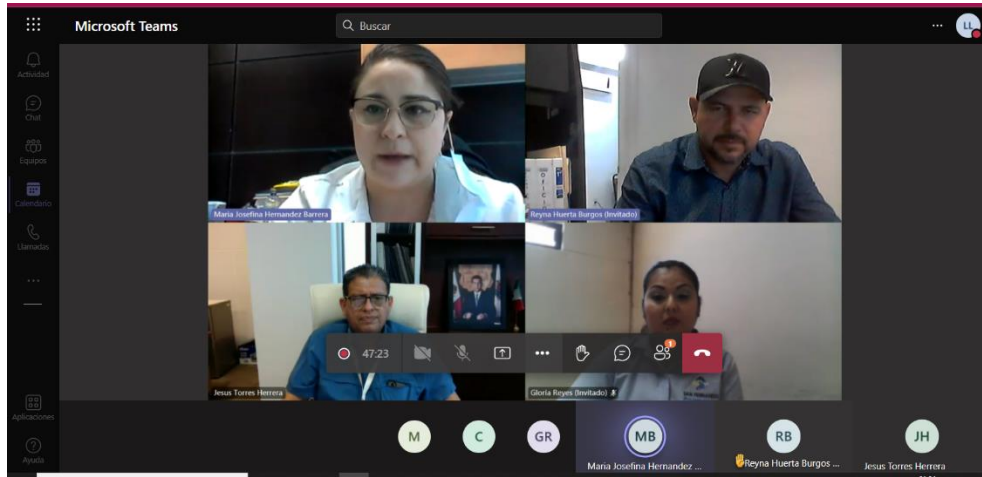 Microsoft Teams
Buscar
LL
Actividad
Chat
Equipos
Calendario
Llamadas
Aplicaciones
Ayuda
Maria Josefina Hernandez Barrera
Reyna Huerta Burgos (Invitado)
Jesus Torres Herrera
Gloria Reyes (Invitado)
47:23
1
M
C
GR
MB
RB
JH
Maria Josefina Hernandez ...
Reyna Huerta Burgos ...
Jesus Torres Herrera